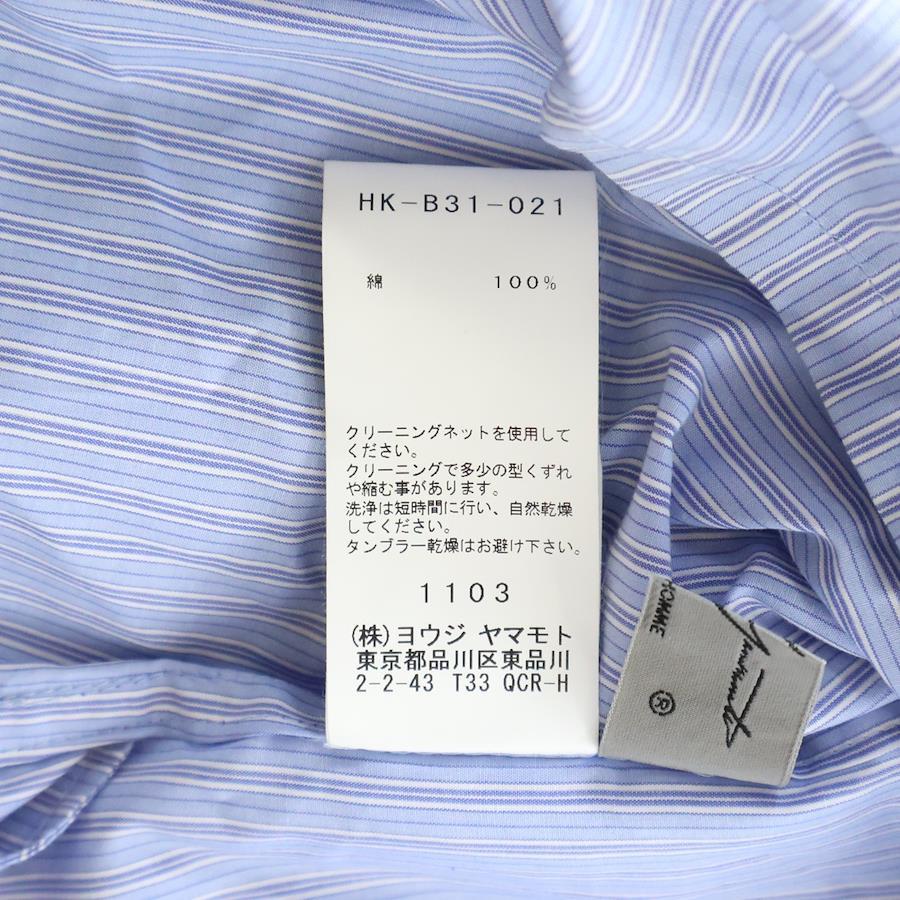 HK-B31-021
綿 100%
クリーニングネットを使用して
ください。
クリーニングで多少の型くずれ
や縮む事があります。
洗浄は短時間に行い、自然乾燥
してください。
タンブラー乾燥はお避け下さい。
1103
(株)ヨウジ ヤマモト
東京都品川区東品川
2-2-43 T33 QCR-H
®